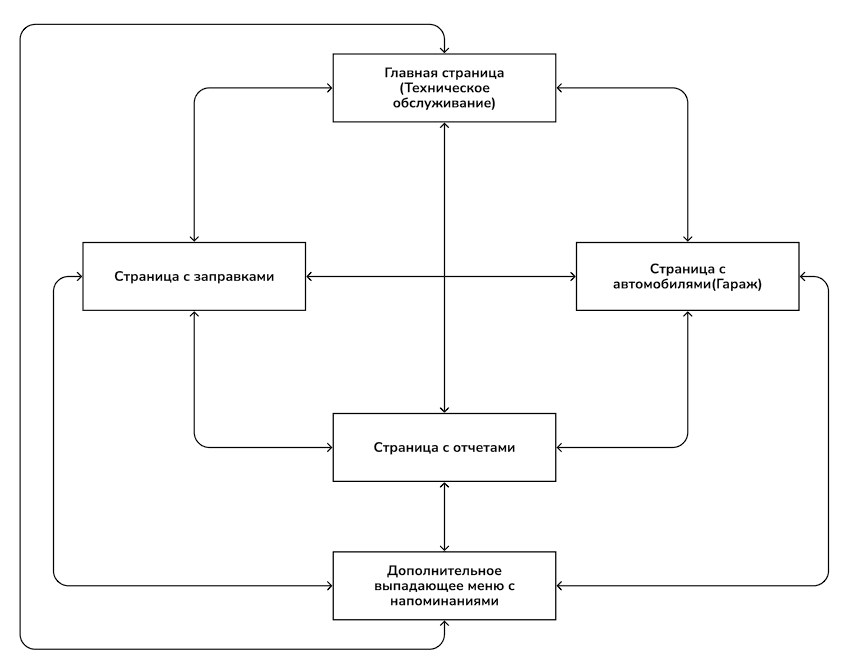 Главная страница
(Техническое
обслуживание)
Страница с заправками
Страница с
автомобилями(Гараж)
Страница с отчетами
Дополнительное
выпадающее меню с
напоминаниями